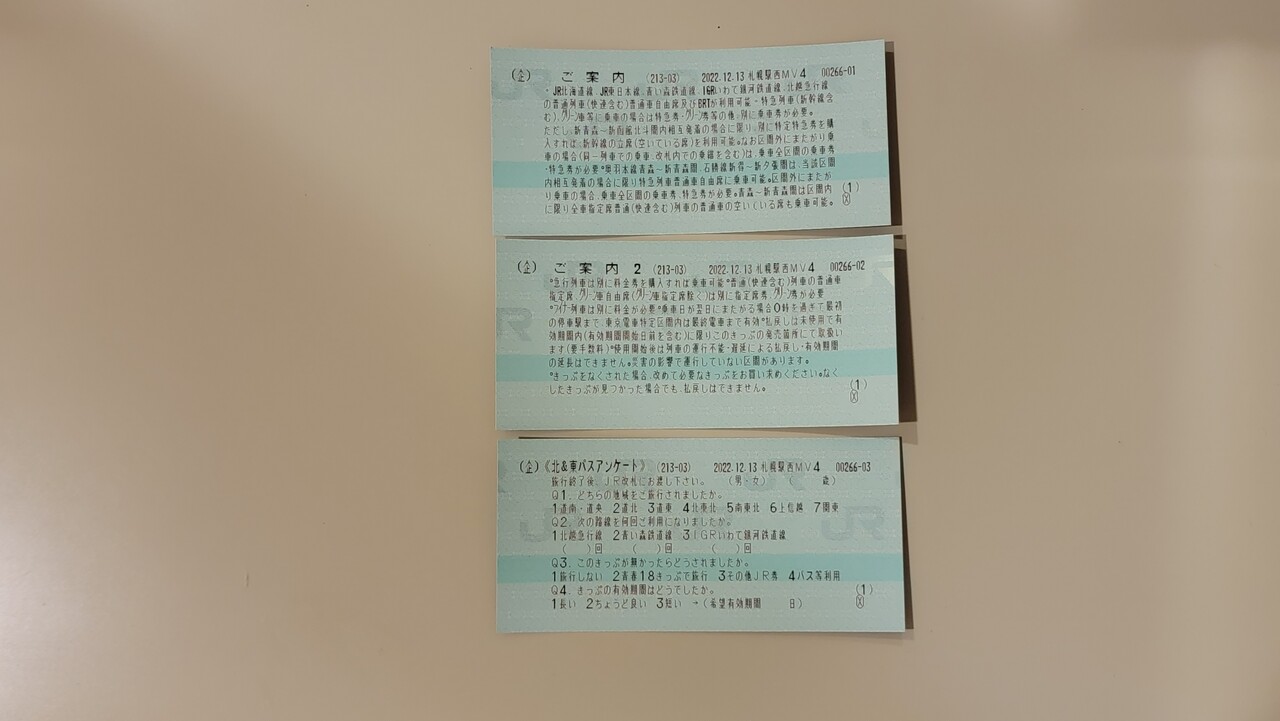 (企) ご案内 (213-03) 2022.12.13 札幌駅西MV4 00266-01
・JR北海道線、JR東日本線、青い森鉄道線、IGRいわて銀河鉄道線、北越急行線
の普通列車(快速含む)普通車自由席及びBRTが利用可能・特急列車(新幹線含
む)、グリーン車等に乗車の場合は特急券・グリーン券等の他、別に乗車券が必要。
ただし、新青森〜新函館北斗間内相互発着の場合に限り、別に特定特急券を購
入すれば、新幹線の立席(空いている席)を利用可能。なお区間外にまたがり乗
車の場合(同一列車での乗車、改札内での乗継を含む)は、乗車全区間の乗車券
・特急券が必要*奥羽本線青森〜新青森間、石勝線新得〜新夕張間は、当該区間
内相互発着の場合に限り特急列車普通車自由席に乗車可能。区間外にまたが
り乗車の場合、乗車全区間の乗車券、特急券が必要。青森〜新青森間は区間内
に限り全車指定席普通(快速含む)列車の普通車の空いている席も乗車可能。
(1)
(企) ご案内2 (213-03) 2022.12.13 札幌駅西MV4 00266-02
*急行列車は別に料金券を購入すれば乗車可能*普通(快速含む)列車の普通車
指定席、グリーン車自由席(グリーン車指定席除く)は別に指定席券、グリーン券が必要
*ライナー列車は別に料金が必要*乗車日が翌日にまたがる場合0時を過ぎて最初
の停車駅まで、東京電車特定区間内は最終電車まで有効*払戻しは未使用で有
効期間内(有効期間開始日前を含む)に限りこのきっぷの発売箇所にて取扱い
ます(要手数料)*使用開始後は列車の運行不能・遅延による払戻し・有効期間
の延長はできません。災害の影響で運行していない区間があります。
*きっぷをなくされた場合、改めて必要なきっぷをお買い求めください。なく
したきっぷが見つかった場合でも、払戻しはできません。
(1)
(企)《北&東パスアンケート》 (213-03) 2022.12.13 札幌駅西MV4 00266-03
旅行終了後、JR改札にお渡し下さい。 (男・女) ( 歳)
Q1、どちらの地域をご旅行されましたか。
1道南・道央 2道北 3道東 4北東北 5南東北 6上信越 7関東
Q2、次の路線を何回ご利用になりましたか。
1北越急行線 2青い森鉄道線 3IGRいわて銀河鉄道線
( )回 ( )回 ( )回
Q3、このきっぷが無かったらどうされましたか。
1旅行しない 2青春18きっぷで旅行 3その他JR券 4バス等利用
Q4、きっぷの有効期間はどうでしたか。
1長い 2ちょうど良い 3短い →(希望有効期間 日)
(1)